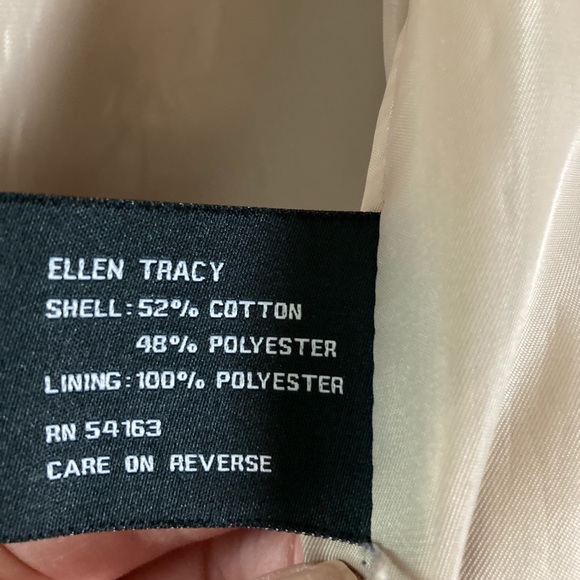 ELLEN TRACY
SHELL:52% COTTON
48% POLYESTER
LINING:100% POLYESTER
RN 54163
CARE ON REVERSE